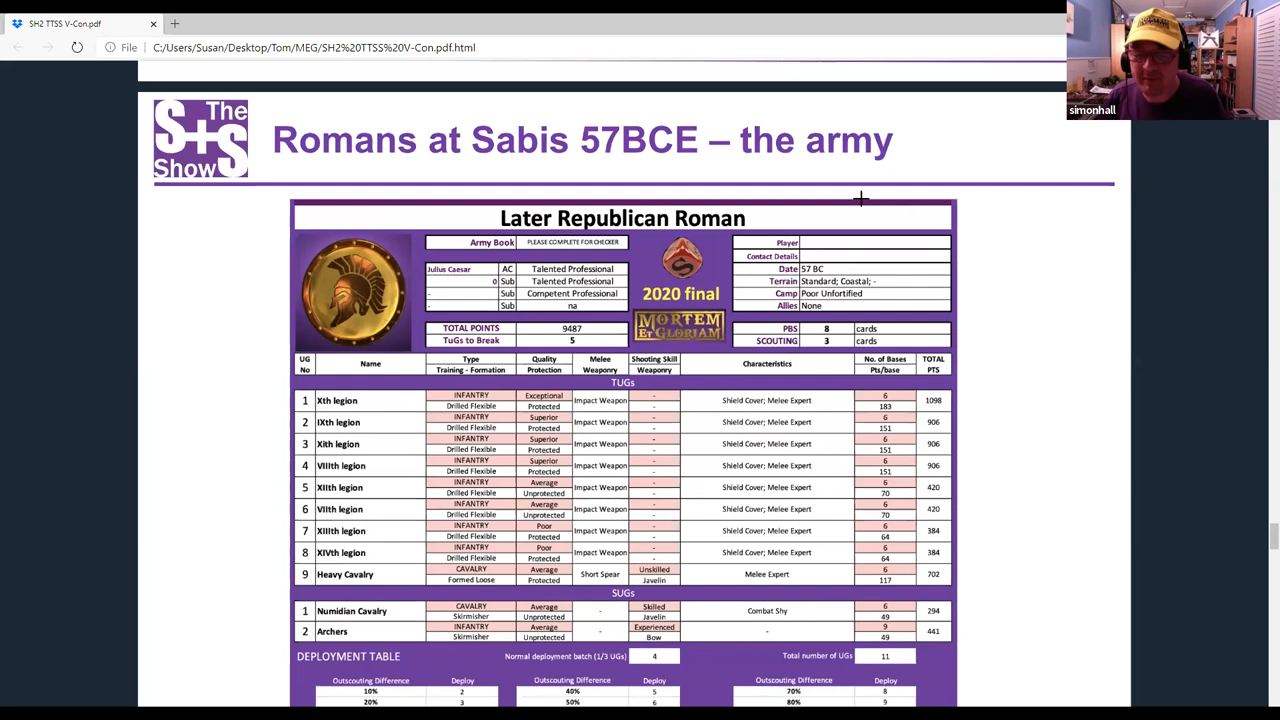 SH2 TTSS V-Con.pdf
File C:/Users/Susan/Desktop/Tom/MEG/SH2%20TTSS%20V-Con.pdf.html
simonhall
The S+S Show
Romans at Sabis 57BCE – the army
Later Republican Roman
Army Book PLEASE COMPLETE FOR CHECKER
Julius Caesar AC Talented Professional
0 Sub Talented Professional
- Sub Competent Professional
- Sub na
TOTAL POINTS 9487
TuGs to Break 5
2020 final
MORTEM ET GLORIAM
Player
Contact Details
Date 57 BC
Terrain Standard; Coastal; -
Camp Poor Unfortified
Allies None
PBS 8 cards
SCOUTING 3 cards
UG No Name Type Quality Melee Shooting Skill Characteristics No. of Bases TOTAL
Training - Formation Protection Weaponry Weaponry Pts/base PTS
TUGs
1 Xth legion INFANTRY Exceptional Impact Weapon - Shield Cover; Melee Expert 6 1098
Drilled Flexible Protected - 183
2 IXth legion INFANTRY Superior Impact Weapon - Shield Cover; Melee Expert 6 906
Drilled Flexible Protected - 151
3 Xith legion INFANTRY Superior Impact Weapon - Shield Cover; Melee Expert 6 906
Drilled Flexible Protected - 151
4 VIIIth legion INFANTRY Superior Impact Weapon - Shield Cover; Melee Expert 6 906
Drilled Flexible Protected - 151
5 XIIth legion INFANTRY Average Impact Weapon - Shield Cover; Melee Expert 6 420
Drilled Flexible Unprotected - 70
6 VIIth legion INFANTRY Average Impact Weapon - Shield Cover; Melee Expert 6 420
Drilled Flexible Unprotected - 70
7 XIIIth legion INFANTRY Poor Impact Weapon - Shield Cover; Melee Expert 6 384
Drilled Flexible Protected - 64
8 XIVth legion INFANTRY Poor Impact Weapon - Shield Cover; Melee Expert 6 384
Drilled Flexible Protected - 64
9 Heavy Cavalry CAVALRY Average Short Spear Unskilled Melee Expert 6 702
Formed Loose Protected Javelin 117
SUGs
1 Numidian Cavalry CAVALRY Average - Skilled Combat Shy 6 294
Skirmisher Unprotected Javelin 49
2 Archers INFANTRY Average - Experienced - 9 441
Skirmisher Unprotected Bow 49
DEPLOYMENT TABLE Normal deployment batch (1/3 UGs) 4 Total number of UGs 11
Outscouting Difference Deploy Outscouting Difference Deploy Outscouting Difference Deploy
10% 2 40% 5 70% 8
20% 3 50% 6 80% 9